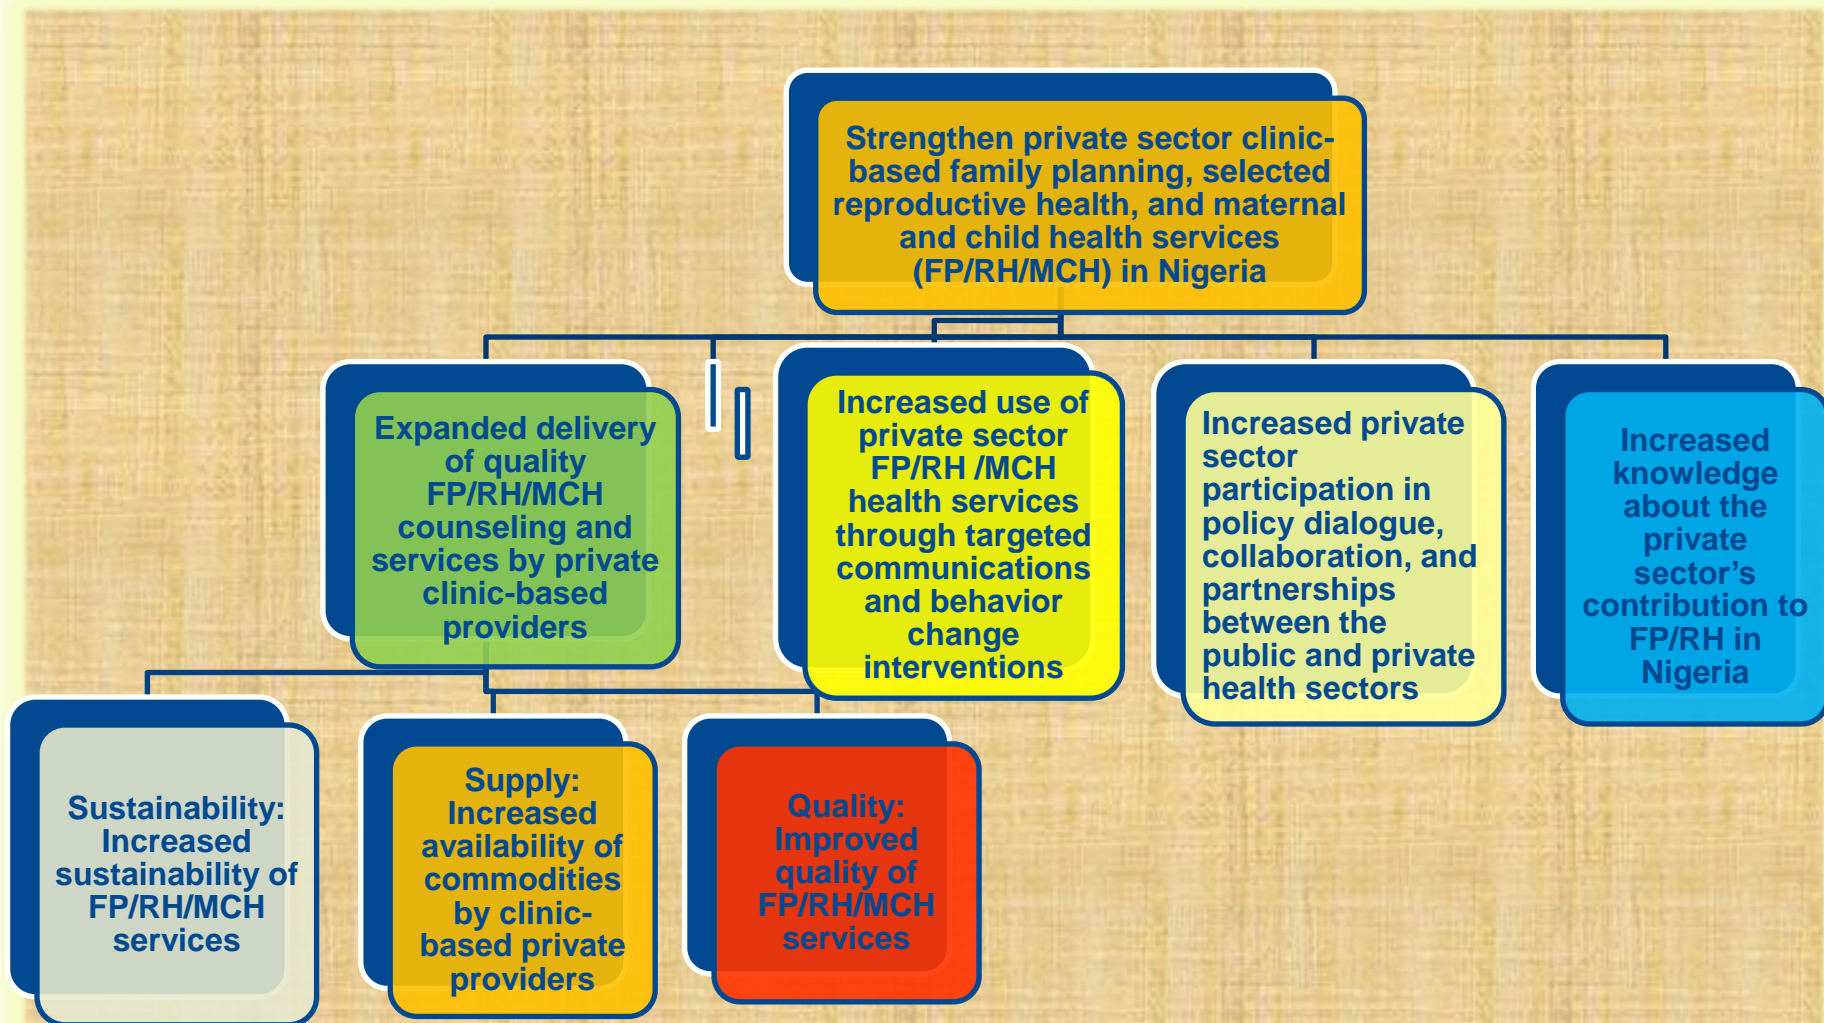 Strengthen private sector clinic-
based family planning, selected
reproductive health, and maternal
and child health services
(FP/RH/MCH) in Nigeria
Expanded delivery
of quality
FP/RH/MCH
counseling and
services by private
clinic-based
providers
Increased use of
private sector
FP/RH /MCH
health services
through targeted
communications
and behavior
change
interventions
Increased private
sector
participation in
policy dialogue,
collaboration, and
partnerships
between the
public and private
health sectors
Increased
knowledge
about the
private
sector’s
contribution to
FP/RH in
Nigeria
Sustainability:
Increased
sustainability of
FP/RH/MCH
services
Supply:
Increased
availability of
commodities
by clinic-
based private
providers
Quality:
Improved
quality of
FP/RH/MCH
services